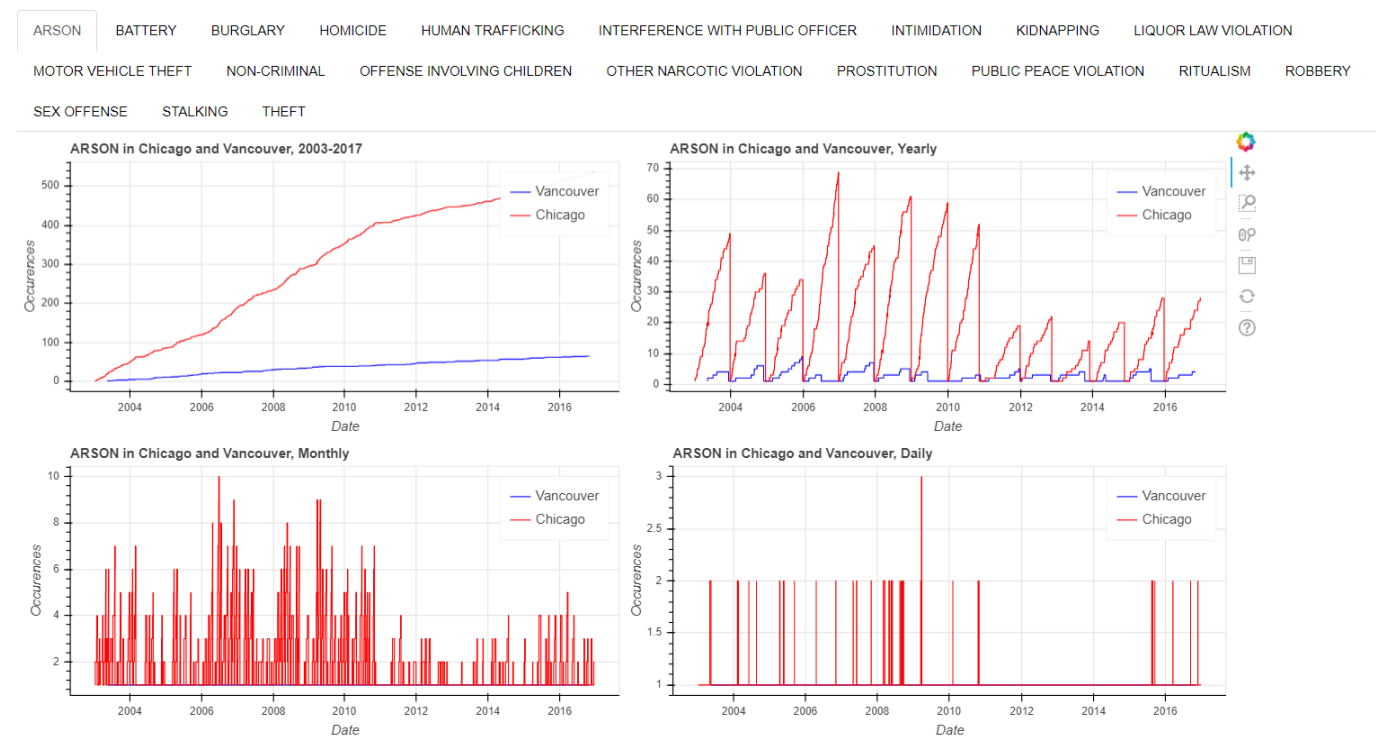 ARSON BATTERY BURGLARY HOMICIDE HUMAN TRAFFICKING INTERFERENCE WITH PUBLIC OFFICER INTIMIDATION KIDNAPPING LIQUOR LAW VIOLATION
MOTOR VEHICLE THEFT NON-CRIMINAL OFFENSE INVOLVING CHILDREN OTHER NARCOTIC VIOLATION PROSTITUTION PUBLIC PEACE VIOLATION RITUALISM ROBBERY
SEX OFFENSE STALKING THEFT
ARSON in Chicago and Vancouver, 2003-2017
500
400
300
200
100
0
Occurences
Vancouver
Chicago
2004 2006 2008 2010 2012 2014 2016
Date
ARSON in Chicago and Vancouver, Yearly
70
60
50
40
30
20
10
0
Occurences
Vancouver
Chicago
2004 2006 2008 2010 2012 2014 2016
Date
ARSON in Chicago and Vancouver, Monthly
10
8
6
4
2
Occurences
Vancouver
Chicago
2004 2006 2008 2010 2012 2014 2016
Date
ARSON in Chicago and Vancouver, Daily
3
2.5
2
1.5
1
Occurences
Vancouver
Chicago
2004 2006 2008 2010 2012 2014 2016
Date